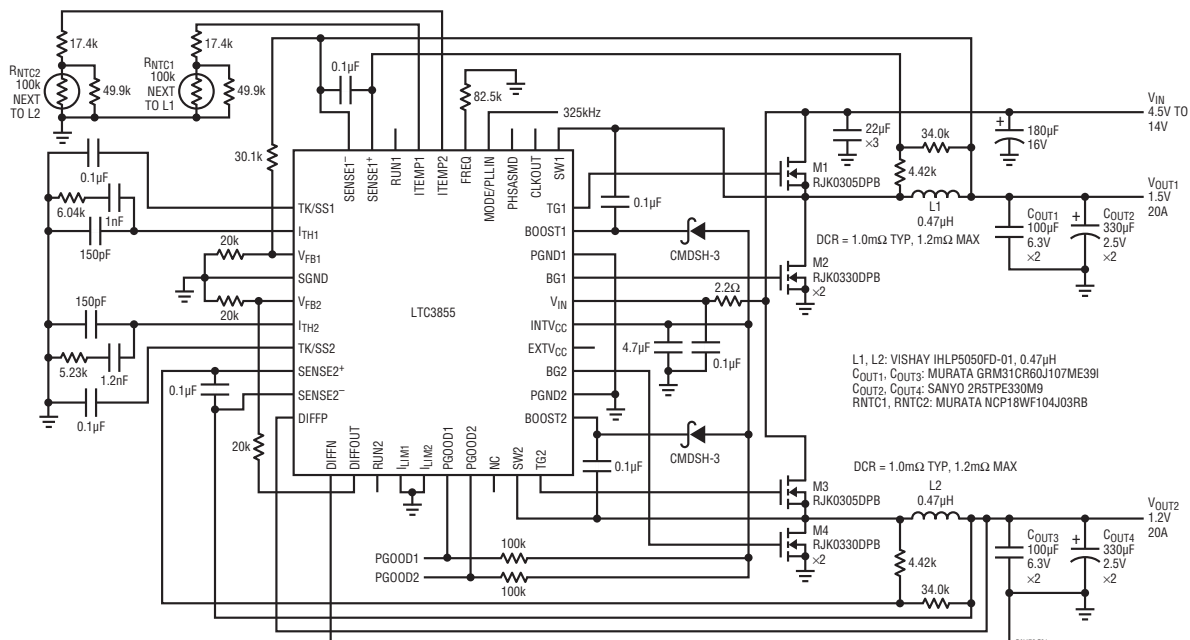 17.4k
17.4k
RNTC2
100k
NEXT
TO L2
49.9k
RNTC1
100k
NEXT
TO L1
49.9k
0.1µF
82.5k
325kHz
VIN
4.5V TO
14V
22µF
×3
34.0k
+
180µF
16V
30.1k
0.1µF
SENSE1–
SENSE1+
RUN1
ITEMP1
ITEMP2
FREQ
MODE/PLLIN
PHSASMD
CLKOUT
SW1
M1
RJK0305DPB
4.42k
VOUT1
1.5V
20A
6.04k
1nF
150pF
TK/SS1
ITH1
VFB1
SGND
VFB2
ITH2
TK/SS2
SENSE2+
SENSE2–
DIFFP
LTC3855
TG1
BOOST1
PGND1
BG1
VIN
INTVCC
EXTVCC
BG2
PGND2
BOOST2
0.1µF
CMDSH-3
L1
0.47µH
DCR = 1.0mΩ TYP, 1.2mΩ MAX
COUT1
100µF
6.3V
×2
+
COUT2
330µF
2.5V
×2
20k
20k
M2
RJK0330DPB
×2
2.2Ω
150pF
4.7µF
0.1µF
5.23k
1.2nF
0.1µF
0.1µF
L1, L2: VISHAY IHLP5050FD-01, 0.47µH
COUT1, COUT3: MURATA GRM31CR60J107ME39l
COUT2, COUT4: SANYO 2R5TPE330M9
RNTC1, RNTC2: MURATA NCP18WF104J03RB
20k
DIFFN
DIFFOUT
RUN2
ILIM1
ILIM2
PGOOD1
PGOOD2
NC
SW2
TG2
0.1µF
CMDSH-3
DCR = 1.0mΩ TYP, 1.2mΩ MAX
L2
0.47µH
M3
RJK0305DPB
VOUT2
1.2V
20A
M4
RJK0330DPB
×2
4.42k
34.0k
COUT3
100µF
6.3V
×2
+
COUT4
330µF
2.5V
×2
PGOOD1
100k
PGOOD2
100k